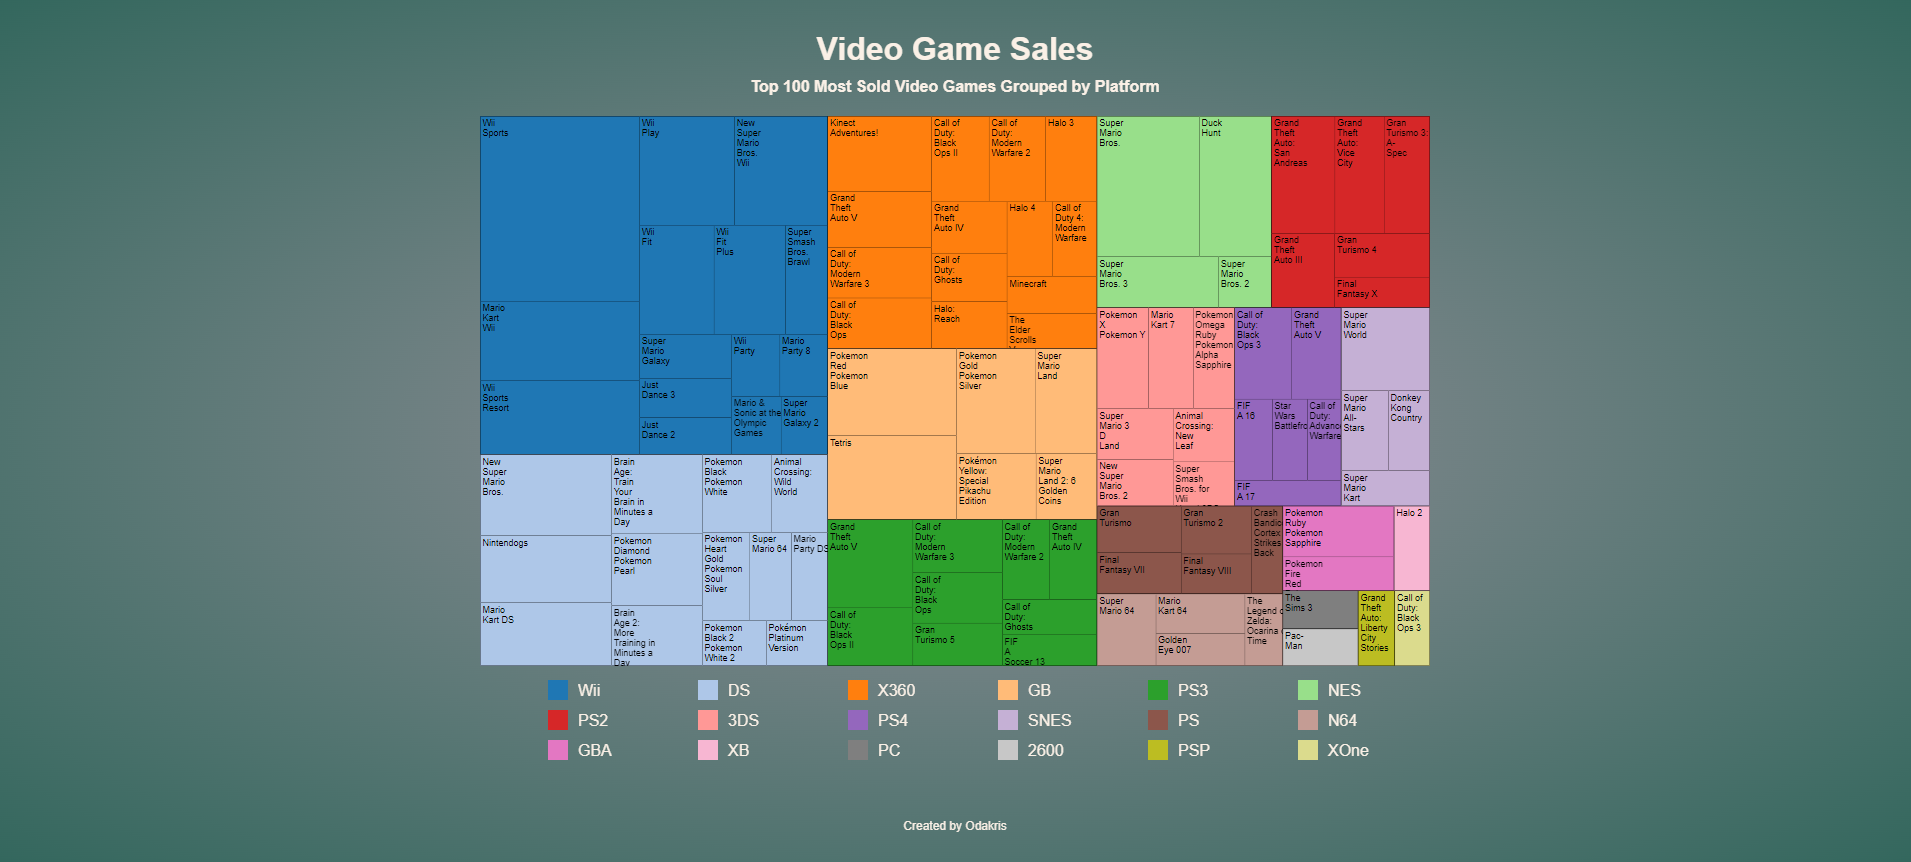 Video Game Sales
Top 100 Most Sold Video Games Grouped by Platform
Wii
Sports
Mario
Kart
Wii
Wii
Sports
Resort
Wii
Play
New
Super
Mario
Bros.
Wii
Wii
Fit
Wii
Fit
Plus
Super
Smash
Bros.
Brawl
Super
Mario
Galaxy
Just
Dance 3
Just
Dance 2
Wii
Party
Mario
Party 8
Mario &
Sonic at the
Olympic
Games
Super
Mario
Galaxy 2
New
Super
Mario
Bros.
Nintendogs
Mario
Kart DS
Brain
Age:
Train
Your
Brain in
Minutes a
Day
Pokemon
Diamond
Pokemon
Pearl
Brain
Age 2:
More
Training in
Minutes a
Day
Pokemon
Black
Pokemon
White
Animal
Crossing:
Wild
World
Pokemon
Heart
Gold
Pokemon
Soul
Silver
Super
Mario 64
Mario
Party DS
Pokemon
Black 2
Pokemon
White 2
Pokémon
Platinum
Version
Kinect
Adventures!
Grand
Theft
Auto V
Call of
Duty:
Modern
Warfare 3
Call of
Duty:
Black
Ops
Call of
Duty:
Black
Ops II
Call of
Duty:
Modern
Warfare 2
Halo 3
Grand
Theft
Auto IV
Call of
Duty:
Ghosts
Halo:
Reach
Halo 4
Call of
Duty 4:
Modern
Warfare
Minecraft
The
Elder
Scrolls
Pokemon
Red
Pokemon
Blue
Tetris
Pokemon
Gold
Pokemon
Silver
Super
Mario
Land
Pokémon
Yellow:
Special
Pikachu
Edition
Super
Mario
Land 2: 6
Golden
Coins
Grand
Theft
Auto V
Call of
Duty:
Black
Ops II
Call of
Duty:
Modern
Warfare 3
Call of
Duty:
Black
Ops
Gran
Turismo 5
Call of
Duty:
Modern
Warfare 2
Grand
Theft
Auto IV
Call of
Duty:
Ghosts
FIF
A
Soccer 13
Super
Mario
Bros.
Duck
Hunt
Super
Mario
Bros. 3
Super
Mario
Bros. 2
Grand
Theft
Auto:
San
Andreas
Grand
Theft
Auto:
Vice
City
Gran
Turismo 3:
A-
Spec
Grand
Theft
Auto III
Gran
Turismo 4
Final
Fantasy X
Pokemon
X
Pokemon Y
Mario
Kart 7
Pokemon
Omega
Ruby
Pokemon
Alpha
Sapphire
Super
Mario 3
D
Land
Animal
Crossing:
New
Leaf
New
Super
Mario
Bros. 2
Super
Smash
Bros. for
Wii
Call of
Duty:
Black
Ops 3
Grand
Theft
Auto V
FIF
A 16
Star
Wars
Battlefro
Call of
Duty:
Advanc
Warfare
FIF
A 17
Super
Mario
World
Super
Mario
All-
Stars
Donkey
Kong
Country
Super
Mario
Kart
Gran
Turismo
Final
Fantasy VII
Gran
Turismo 2
Final
Fantasy VIII
Crash
Bandic
Cortex
Strikes
Back
Super
Mario 64
Mario
Kart 64
Golden
Eye 007
The
Legend o
Zelda:
Ocarina
Time
Pokemon
Ruby
Pokemon
Sapphire
Pokemon
Fire
Red
Halo 2
The
Sims 3
Pac-
Man
Grand
Theft
Auto:
Liberty
City
Stories
Call of
Duty:
Black
Ops 3
Wii
DS
X360
GB
PS3
NES
PS2
3DS
PS4
SNES
PS
N64
GBA
XB
PC
2600
PSP
XOne
Created by Odakris